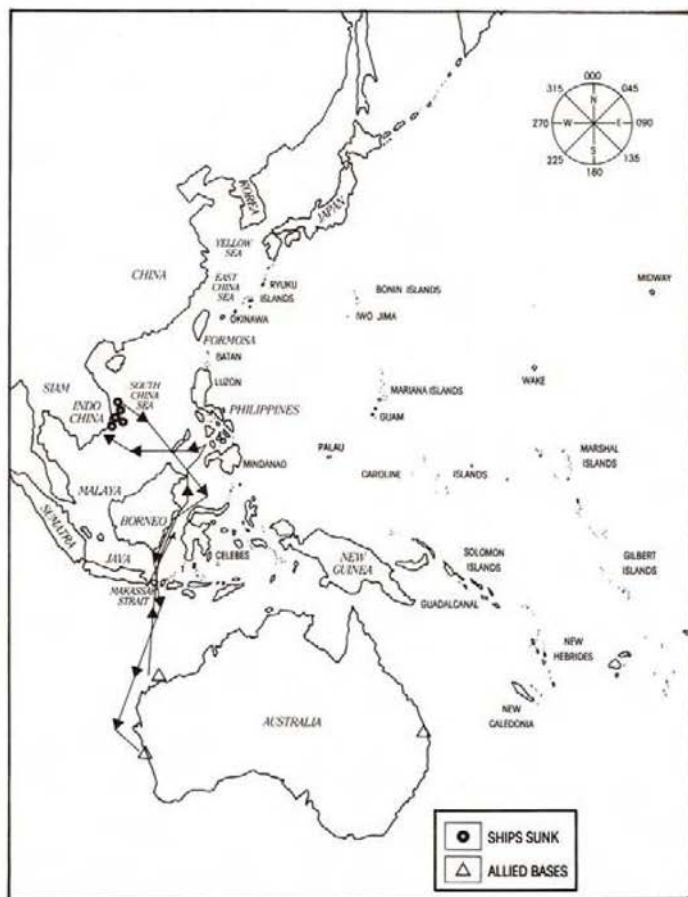 000
315
045
N
270
W
E
090
S
225
135
180
KOREA
JAPAN
YELLOW
SEA
CHINA
EAST
CHINA
SEA
RYUKU
ISLANDS
OKINAWA
BONIN ISLANDS
IWO JIMA
MIDWAY
FORMOSA
BATAN
SIAM
SOUTH
CHINA
SEA
LUZON
INDO
CHINA
PHILIPPINES
MARIANA ISLANDS
GUAM
WAKE
MINDANAO
PALAU
CAROLINE
ISLANDS
MARSHAL
ISLANDS
MALAYA
SUMATRA
BORNEO
CELEBES
NEW
GUINEA
SOLOMON
ISLANDS
GILBERT
ISLANDS
JAVA
MAKASSAR
STRAIT
GUADALCANAL
NEW
HEBRIDES
NEW
CALEDONIA
AUSTRALIA
SHIPS SUNK
ALLIED BASES